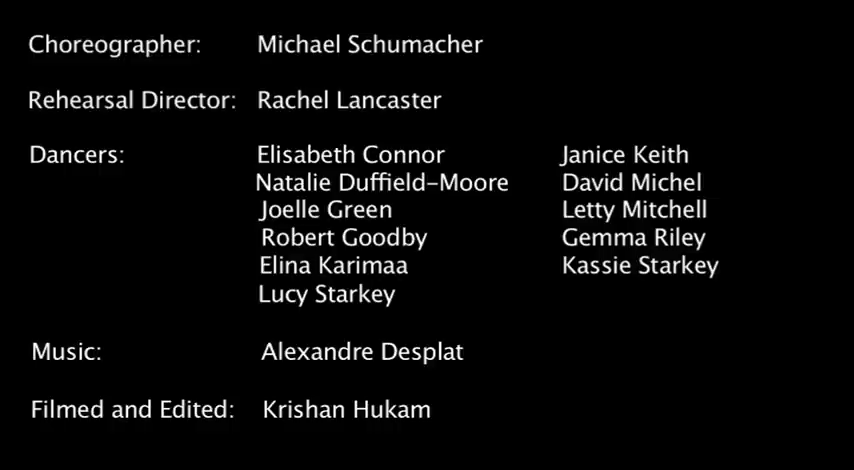 Choreographer: Michael Schumacher
Rehearsal Director: Rachel Lancaster
Dancers: Elisabeth Connor Janice Keith
Natalie Duffield-Moore David Michel
Joelle Green Letty Mitchell
Robert Goodby Gemma Riley
Elina Karimaa Kassie Starkey
Lucy Starkey
Music: Alexandre Desplat
Filmed and Edited: Krishan Hukam